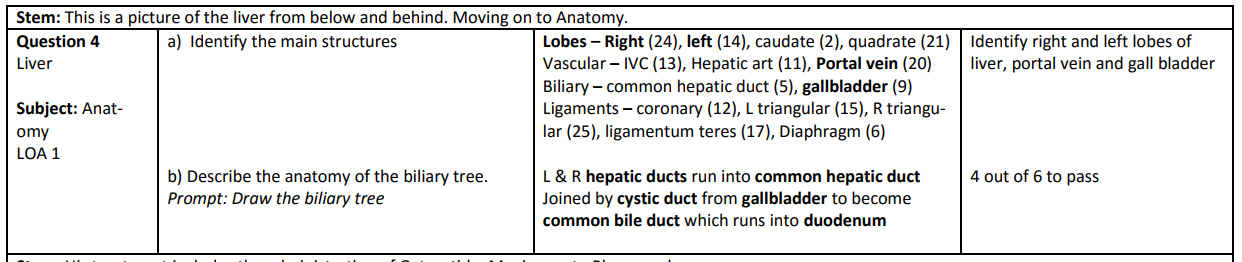 Stem: This is a picture of the liver from below and behind. Moving on to Anatomy.
Question 4
Liver
Subject: Anat-
omy
LOA 1
a) Identify the main structures
Lobes – Right (24), left (14), caudate (2), quadrate (21)
Vascular – IVC (13), Hepatic art (11), Portal vein (20)
Biliary – common hepatic duct (5), gallbladder (9)
Ligaments – coronary (12), L triangular (15), R triangu-
lar (25), ligamentum teres (17), Diaphragm (6)
Identify right and left lobes of
liver, portal vein and gall bladder
b) Describe the anatomy of the biliary tree.
Prompt: Draw the biliary tree
L & R hepatic ducts run into common hepatic duct
Joined by cystic duct from gallbladder to become
common bile duct which runs into duodenum
4 out of 6 to pass